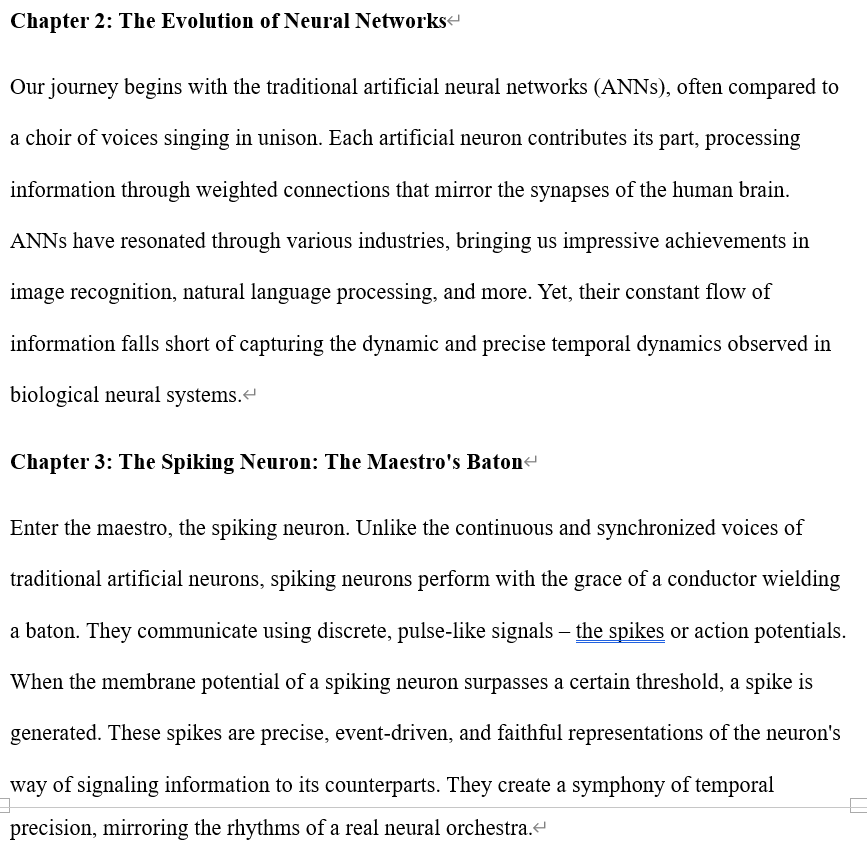 Chapter 2: The Evolution of Neural Networks
Our journey begins with the traditional artificial neural networks (ANNs), often compared to
a choir of voices singing in unison. Each artificial neuron contributes its part, processing
information through weighted connections that mirror the synapses of the human brain.
ANNs have resonated through various industries, bringing us impressive achievements in
image recognition, natural language processing, and more. Yet, their constant flow of
information falls short of capturing the dynamic and precise temporal dynamics observed in
biological neural systems.
Chapter 3: The Spiking Neuron: The Maestro's Baton
Enter the maestro, the spiking neuron. Unlike the continuous and synchronized voices of
traditional artificial neurons, spiking neurons perform with the grace of a conductor wielding
a baton. They communicate using discrete, pulse-like signals – the spikes or action potentials.
When the membrane potential of a spiking neuron surpasses a certain threshold, a spike is
generated. These spikes are precise, event-driven, and faithful representations of the neuron's
way of signaling information to its counterparts. They create a symphony of temporal
precision, mirroring the rhythms of a real neural orchestra.